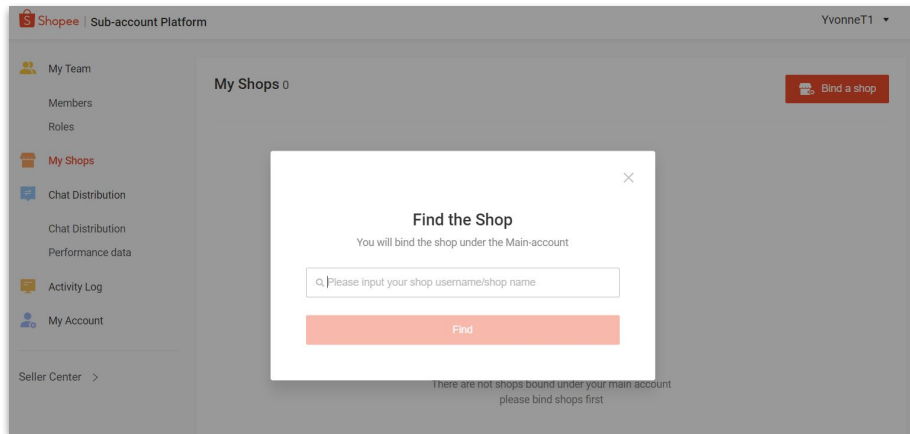 Shopee | Sub-account Platform
YvonneT1
My Team
Members
Roles
My Shops
Chat Distribution
Chat Distribution
Performance data
Activity Log
My Account
Seller Center >
My Shops 0
Bind a shop
Find the Shop
You will bind the shop under the Main-account
Please input your shop username/shop name
Find
There are not shops bound under your main account
please bind shops first